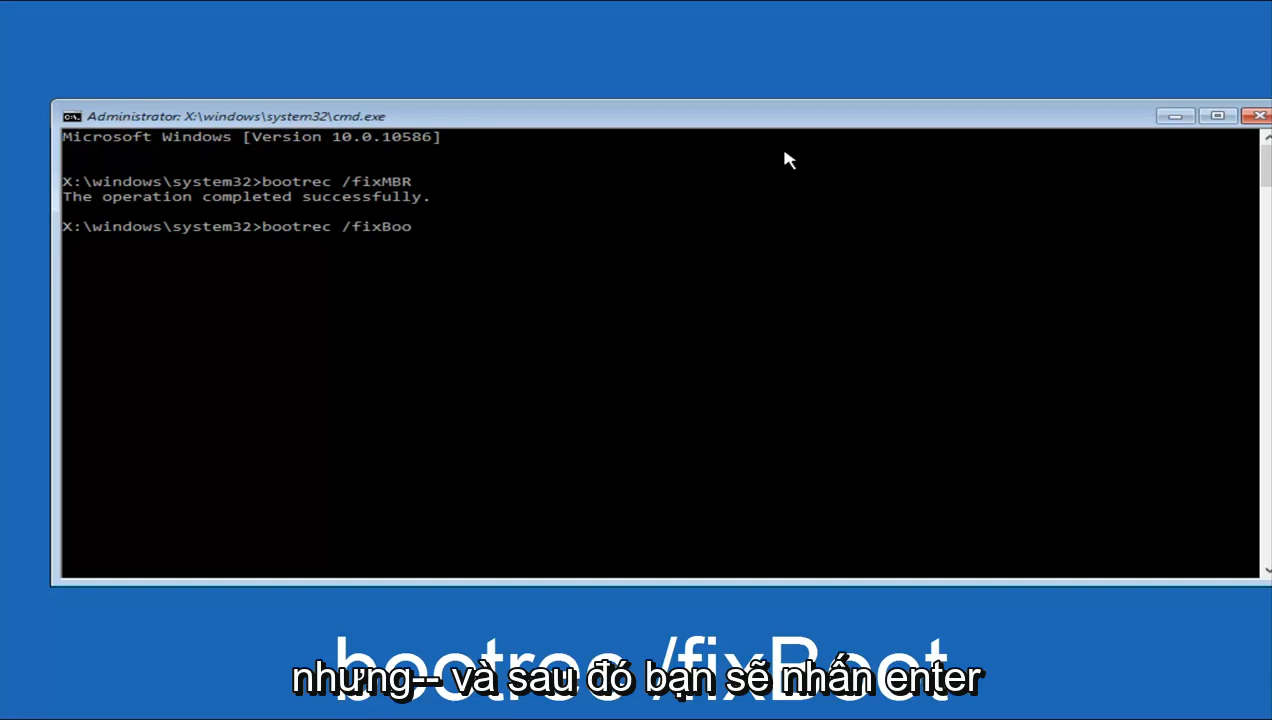 Administrator: X:\windows\system32\cmd.exe
Microsoft Windows [Version 10.0.10586]
X:\windows\system32>bootrec /fixMBR
The operation completed successfully.
X:\windows\system32>bootrec /fixBoo
bootrec /fixBoot
nhưng-- và sau đó bạn sẽ nhấn enter